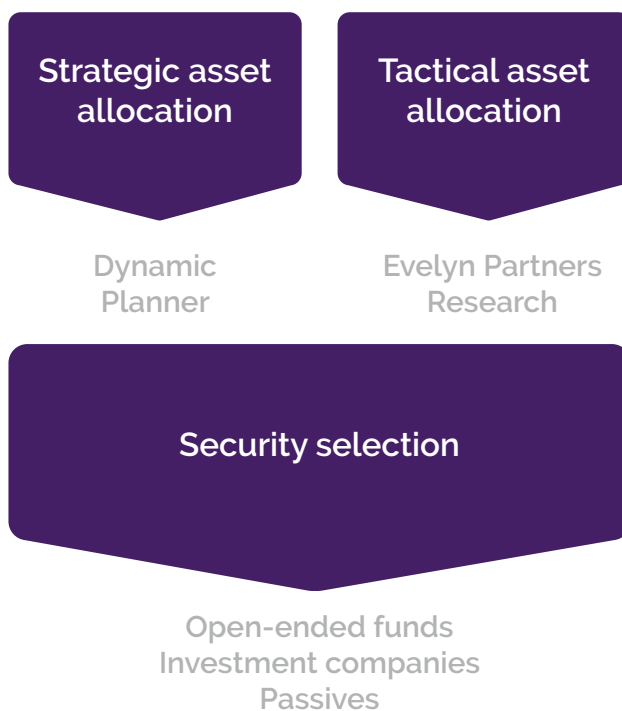 Strategic asset
allocation
Tactical asset
allocation
Dynamic
Planner
Evelyn Partners
Research
Security selection
Open-ended funds
Investment companies
Passives